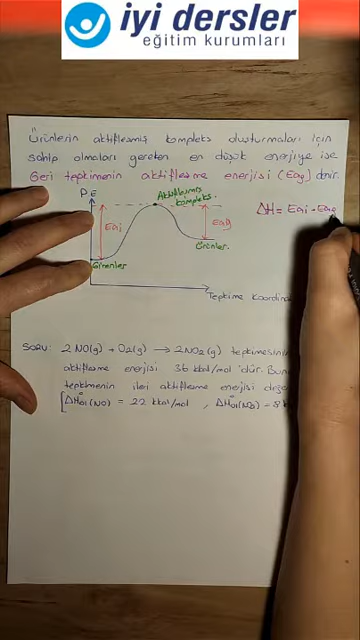 iyi dersler
eğitim kurumları
Ürünlerin aktifleşmiş kompleks oluşturmaları için
sahip olmaları gereken en düşük enerjiye ise
Geri tepkimenin aktifleşme enerjisi (Eag) denir.
P.E
Aktifleşmiş kompleks.
ΔH = Eai - Eag
Eai
Eag
Ürünler.
Girenler
Tepkime koordina
SORU: 2NO(g) + O2(g) → 2NO2(g) tepkimesinin
aktifleşme enerjisi 36 kkal/mol 'dür. Bun
tepkimenin ileri aktifleşme enerjisi değe
[ΔH°ol(NO) = 22 kkal/mol , ΔH°ol(NO2) = 8